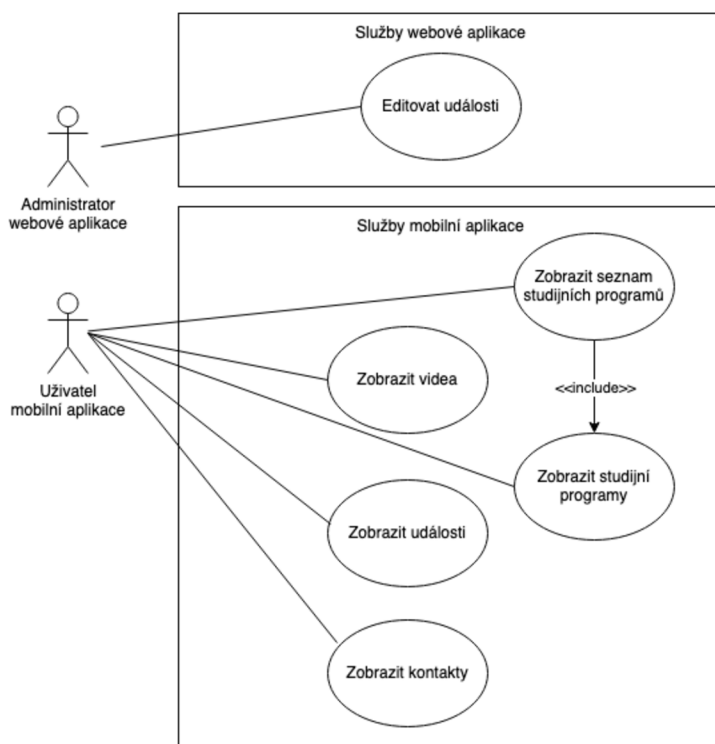 Služby webové aplikace
Editovat události
Administrator
webové aplikace
Služby mobilní aplikace
Zobrazit seznam
studijních programů
Uživatel
mobilní aplikace
Zobrazit videa
<<include>>
Zobrazit studijní
programy
Zobrazit události
Zobrazit kontakty